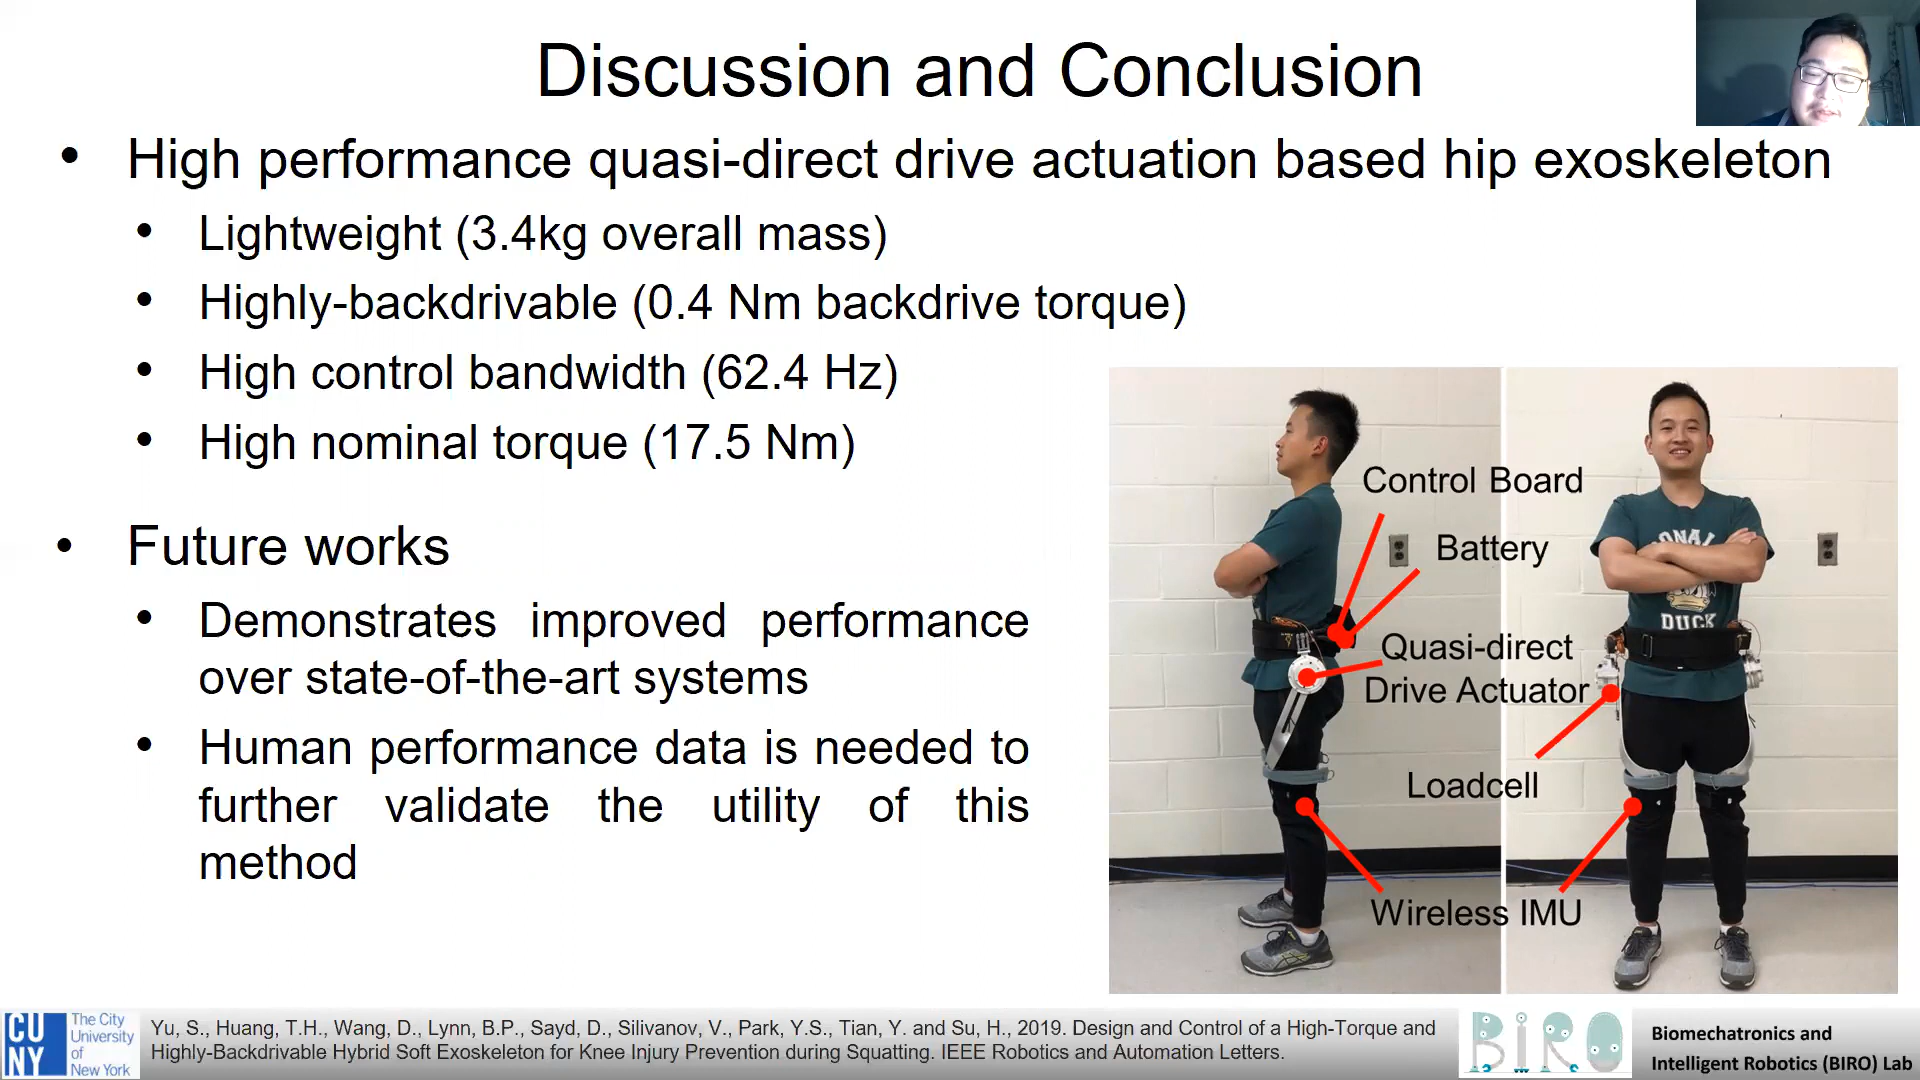 Discussion and Conclusion
• High performance quasi-direct drive actuation based hip exoskeleton
• Lightweight (3.4kg overall mass)
• Highly-backdrivable (0.4 Nm backdrive torque)
• High control bandwidth (62.4 Hz)
• High nominal torque (17.5 Nm)
• Future works
• Demonstrates improved performance
over state-of-the-art systems
• Human performance data is needed to
further validate the utility of this
method
Control Board
Battery
Quasi-direct
Drive Actuator
Loadcell
Wireless IMU
DUCK
CU
NY
The City
University
of
New York
Yu, S., Huang, T.H., Wang, D., Lynn, B.P., Sayd, D., Silivanov, V., Park, Y.S., Tian, Y. and Su, H., 2019. Design and Control of a High-Torque and
Highly-Backdrivable Hybrid Soft Exoskeleton for Knee Injury Prevention during Squatting. IEEE Robotics and Automation Letters.
BiRO
Biomechatronics and
Intelligent Robotics (BIRO) Lab